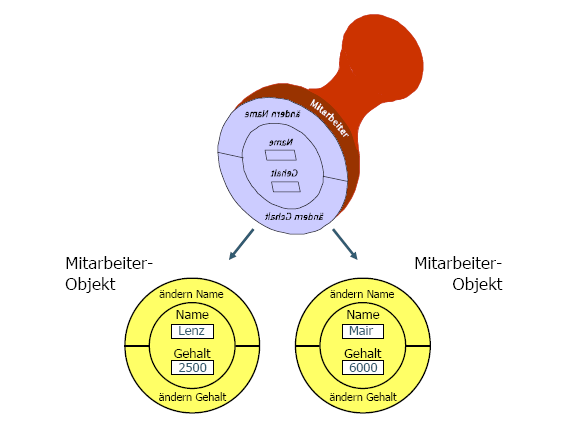 Mitarbeiter
ändern Name
Name
Gehalt
ändern Gehalt
Mitarbeiter-
Objekt
ändern Name
Name
Lenz
Gehalt
2500
ändern Gehalt
Mitarbeiter-
Objekt
ändern Name
Name
Mair
Gehalt
6000
ändern Gehalt